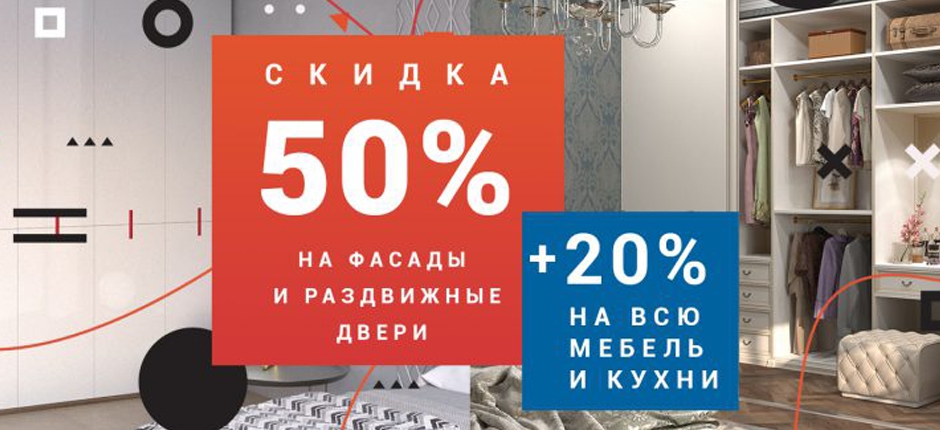 СКИДКА
50%
НА ФАСАДЫ
И РАЗДВИЖНЫЕ
ДВЕРИ
+20%
НА ВСЮ
МЕБЕЛЬ
И КУХНИ